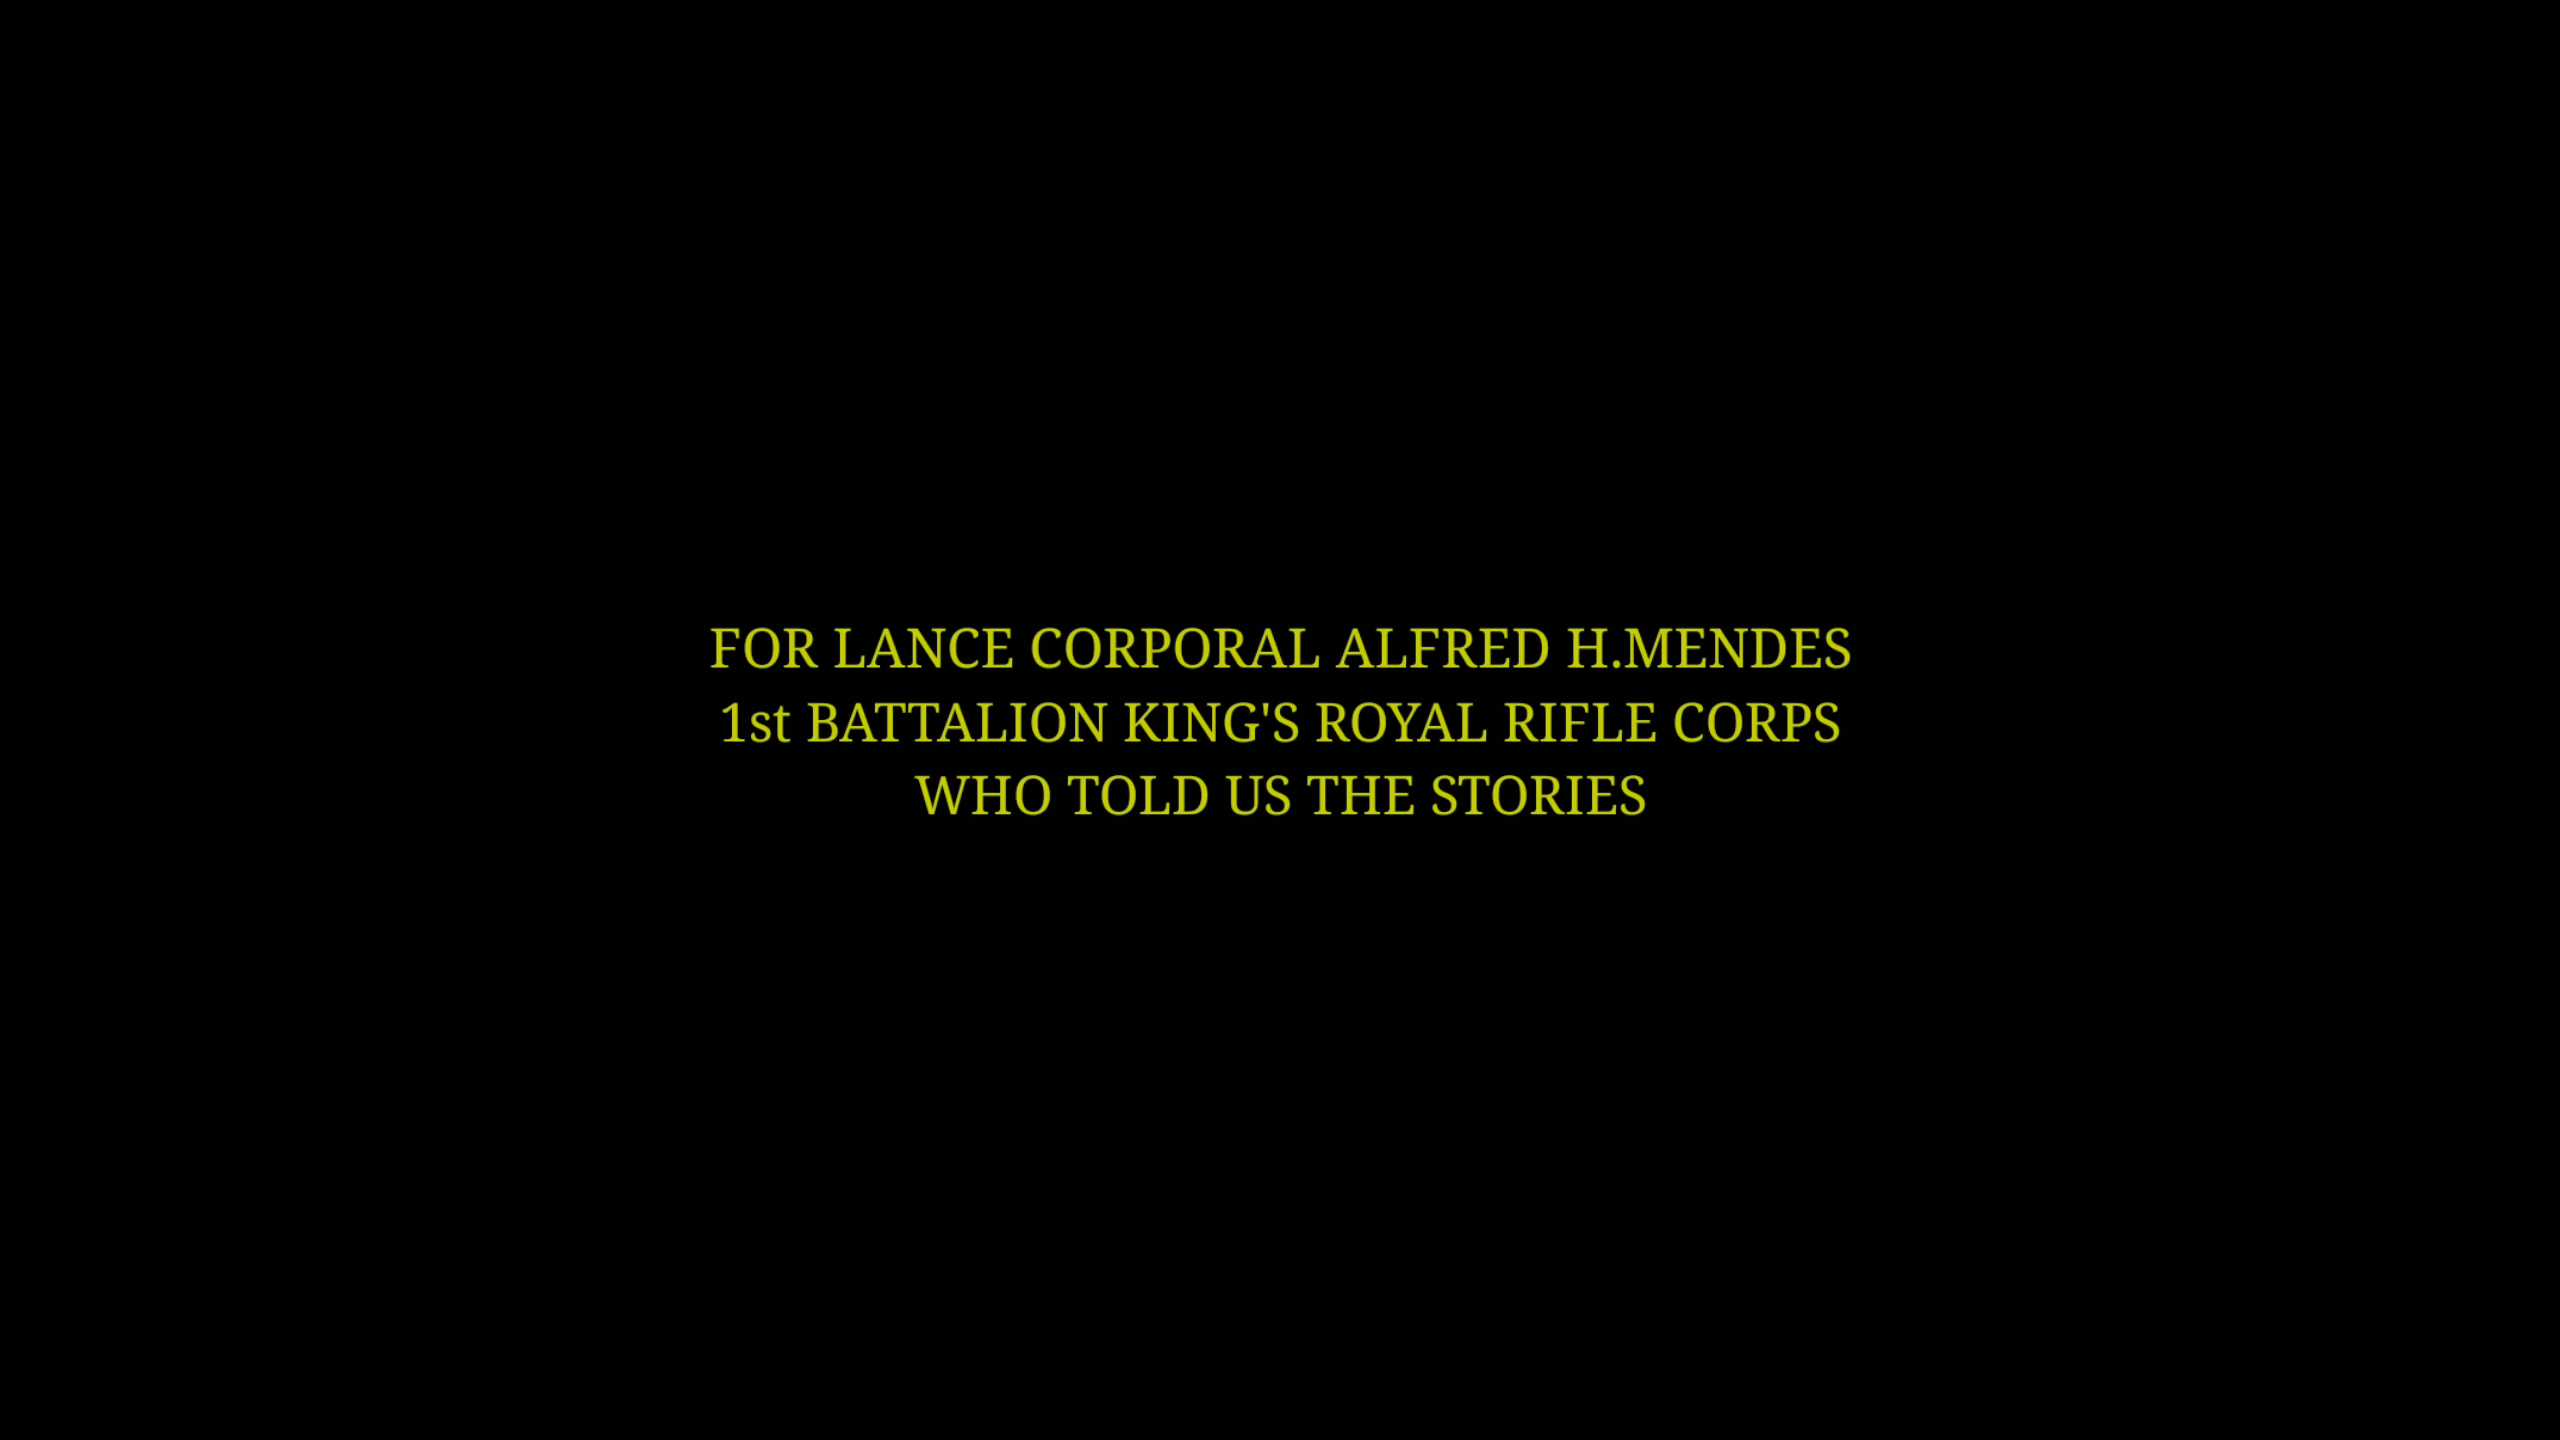 FOR LANCE CORPORAL ALFRED H.MENDES
1st BATTALION KING'S ROYAL RIFLE CORPS
WHO TOLD US THE STORIES